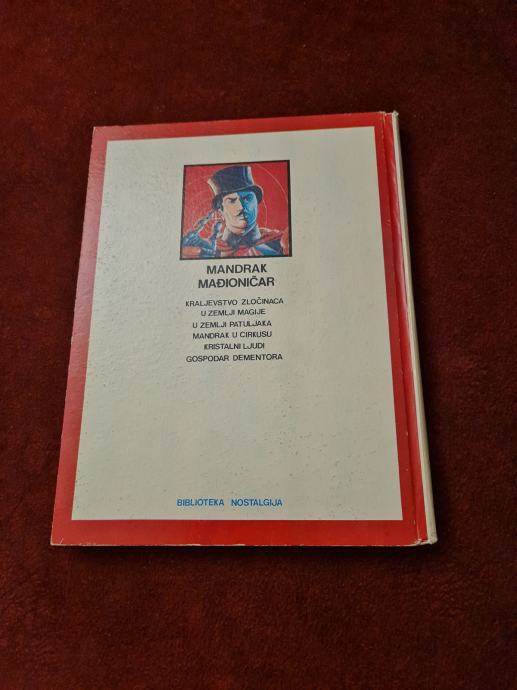 MANDRAK
MAĐIONIČAR
KRALJEVSTVO ZLOČINACA
U ZEMLJI MAGIJE
U ZEMLJI PATULJAKA
MANDRAK U CIRKUSU
KRISTALNI LJUDI
GOSPODAR DEMENTORA
BIBLIOTEKA NOSTALGIJA